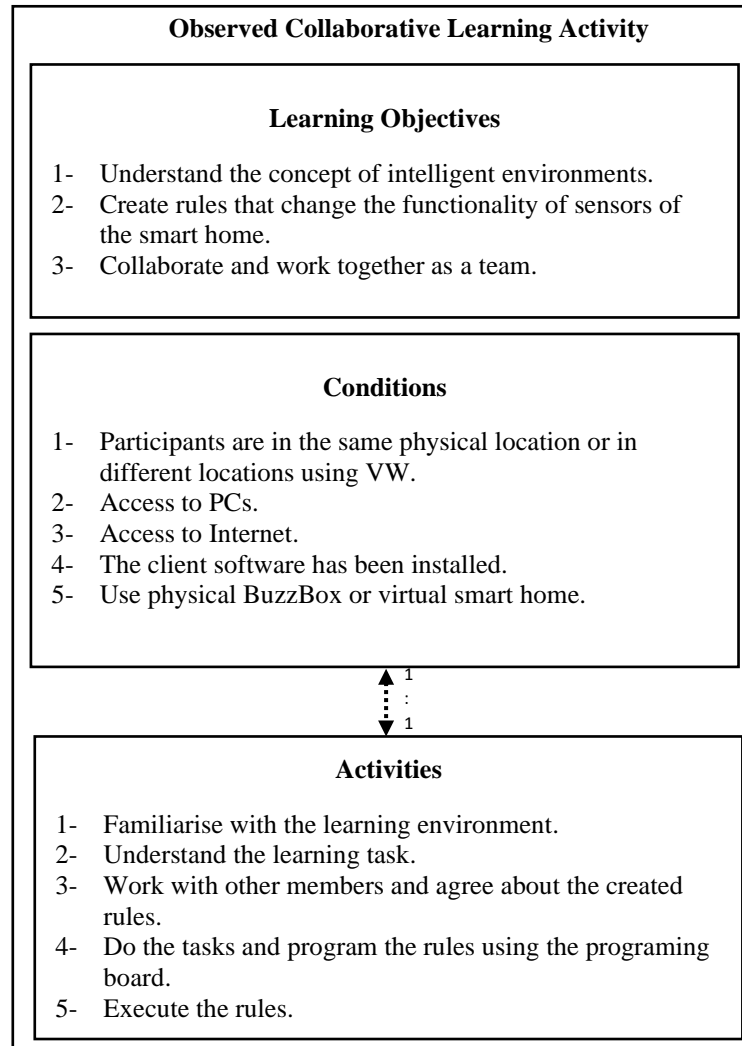 Observed Collaborative Learning Activity
Learning Objectives
1- Understand the concept of intelligent environments.
2- Create rules that change the functionality of sensors of
the smart home.
3- Collaborate and work together as a team.
Conditions
1- Participants are in the same physical location or in
different locations using VW.
2- Access to PCs.
3- Access to Internet.
4- The client software has been installed.
5- Use physical BuzzBox or virtual smart home.
1
:
1
Activities
1- Familiarise with the learning environment.
2- Understand the learning task.
3- Work with other members and agree about the created
rules.
4- Do the tasks and program the rules using the programing
board.
5- Execute the rules.